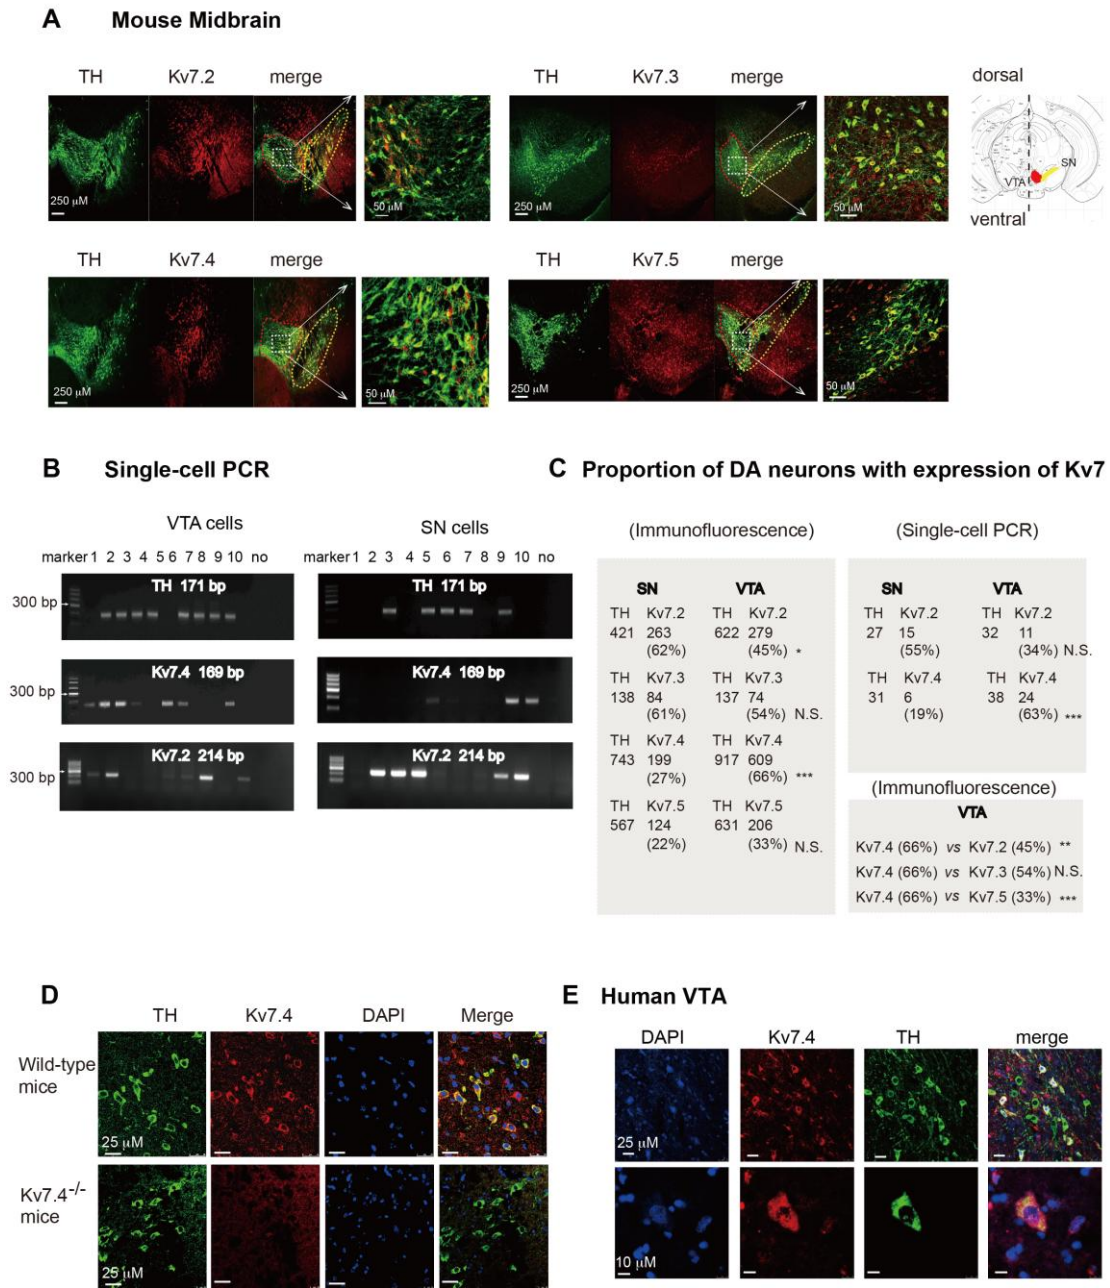 A Mouse Midbrain
TH Kv7.2 merge
250 μM
50 μM
TH Kv7.3 merge
250 μM
50 μM
dorsal
SN
VTA
ventral
TH Kv7.4 merge
250 μM
50 μM
TH Kv7.5 merge
250 μM
50 μM
B Single-cell PCR
VTA cells
marker 1 2 3 4 5 6 7 8 9 10 no
TH 171 bp
300 bp
Kv7.4 169 bp
300 bp
Kv7.2 214 bp
300 bp
SN cells
marker 1 2 3 4 5 6 7 8 9 10 no
TH 171 bp
Kv7.4 169 bp
Kv7.2 214 bp
C Proportion of DA neurons with expression of Kv7
(Immunofluorescence)
SN VTA
TH Kv7.2 TH Kv7.2
421 263 622 279
(62%) (45%) *
TH Kv7.3 TH Kv7.3
138 84 137 74
(61%) (54%) N.S.
TH Kv7.4 TH Kv7.4
743 199 917 609
(27%) (66%) ***
TH Kv7.5 TH Kv7.5
567 124 631 206
(22%) (33%) N.S.
(Single-cell PCR)
SN VTA
TH Kv7.2 TH Kv7.2
27 15 32 11
(55%) (34%) N.S.
TH Kv7.4 TH Kv7.4
31 6 38 24
(19%) (63%) ***
(Immunofluorescence)
VTA
Kv7.4 (66%) vs Kv7.2 (45%) **
Kv7.4 (66%) vs Kv7.3 (54%) N.S.
Kv7.4 (66%) vs Kv7.5 (33%) ***
D
TH Kv7.4 DAPI Merge
Wild-type
mice
25 μM
Kv7.4-/-
mice
25 μM
E Human VTA
DAPI Kv7.4 TH merge
25 μM
10 μM